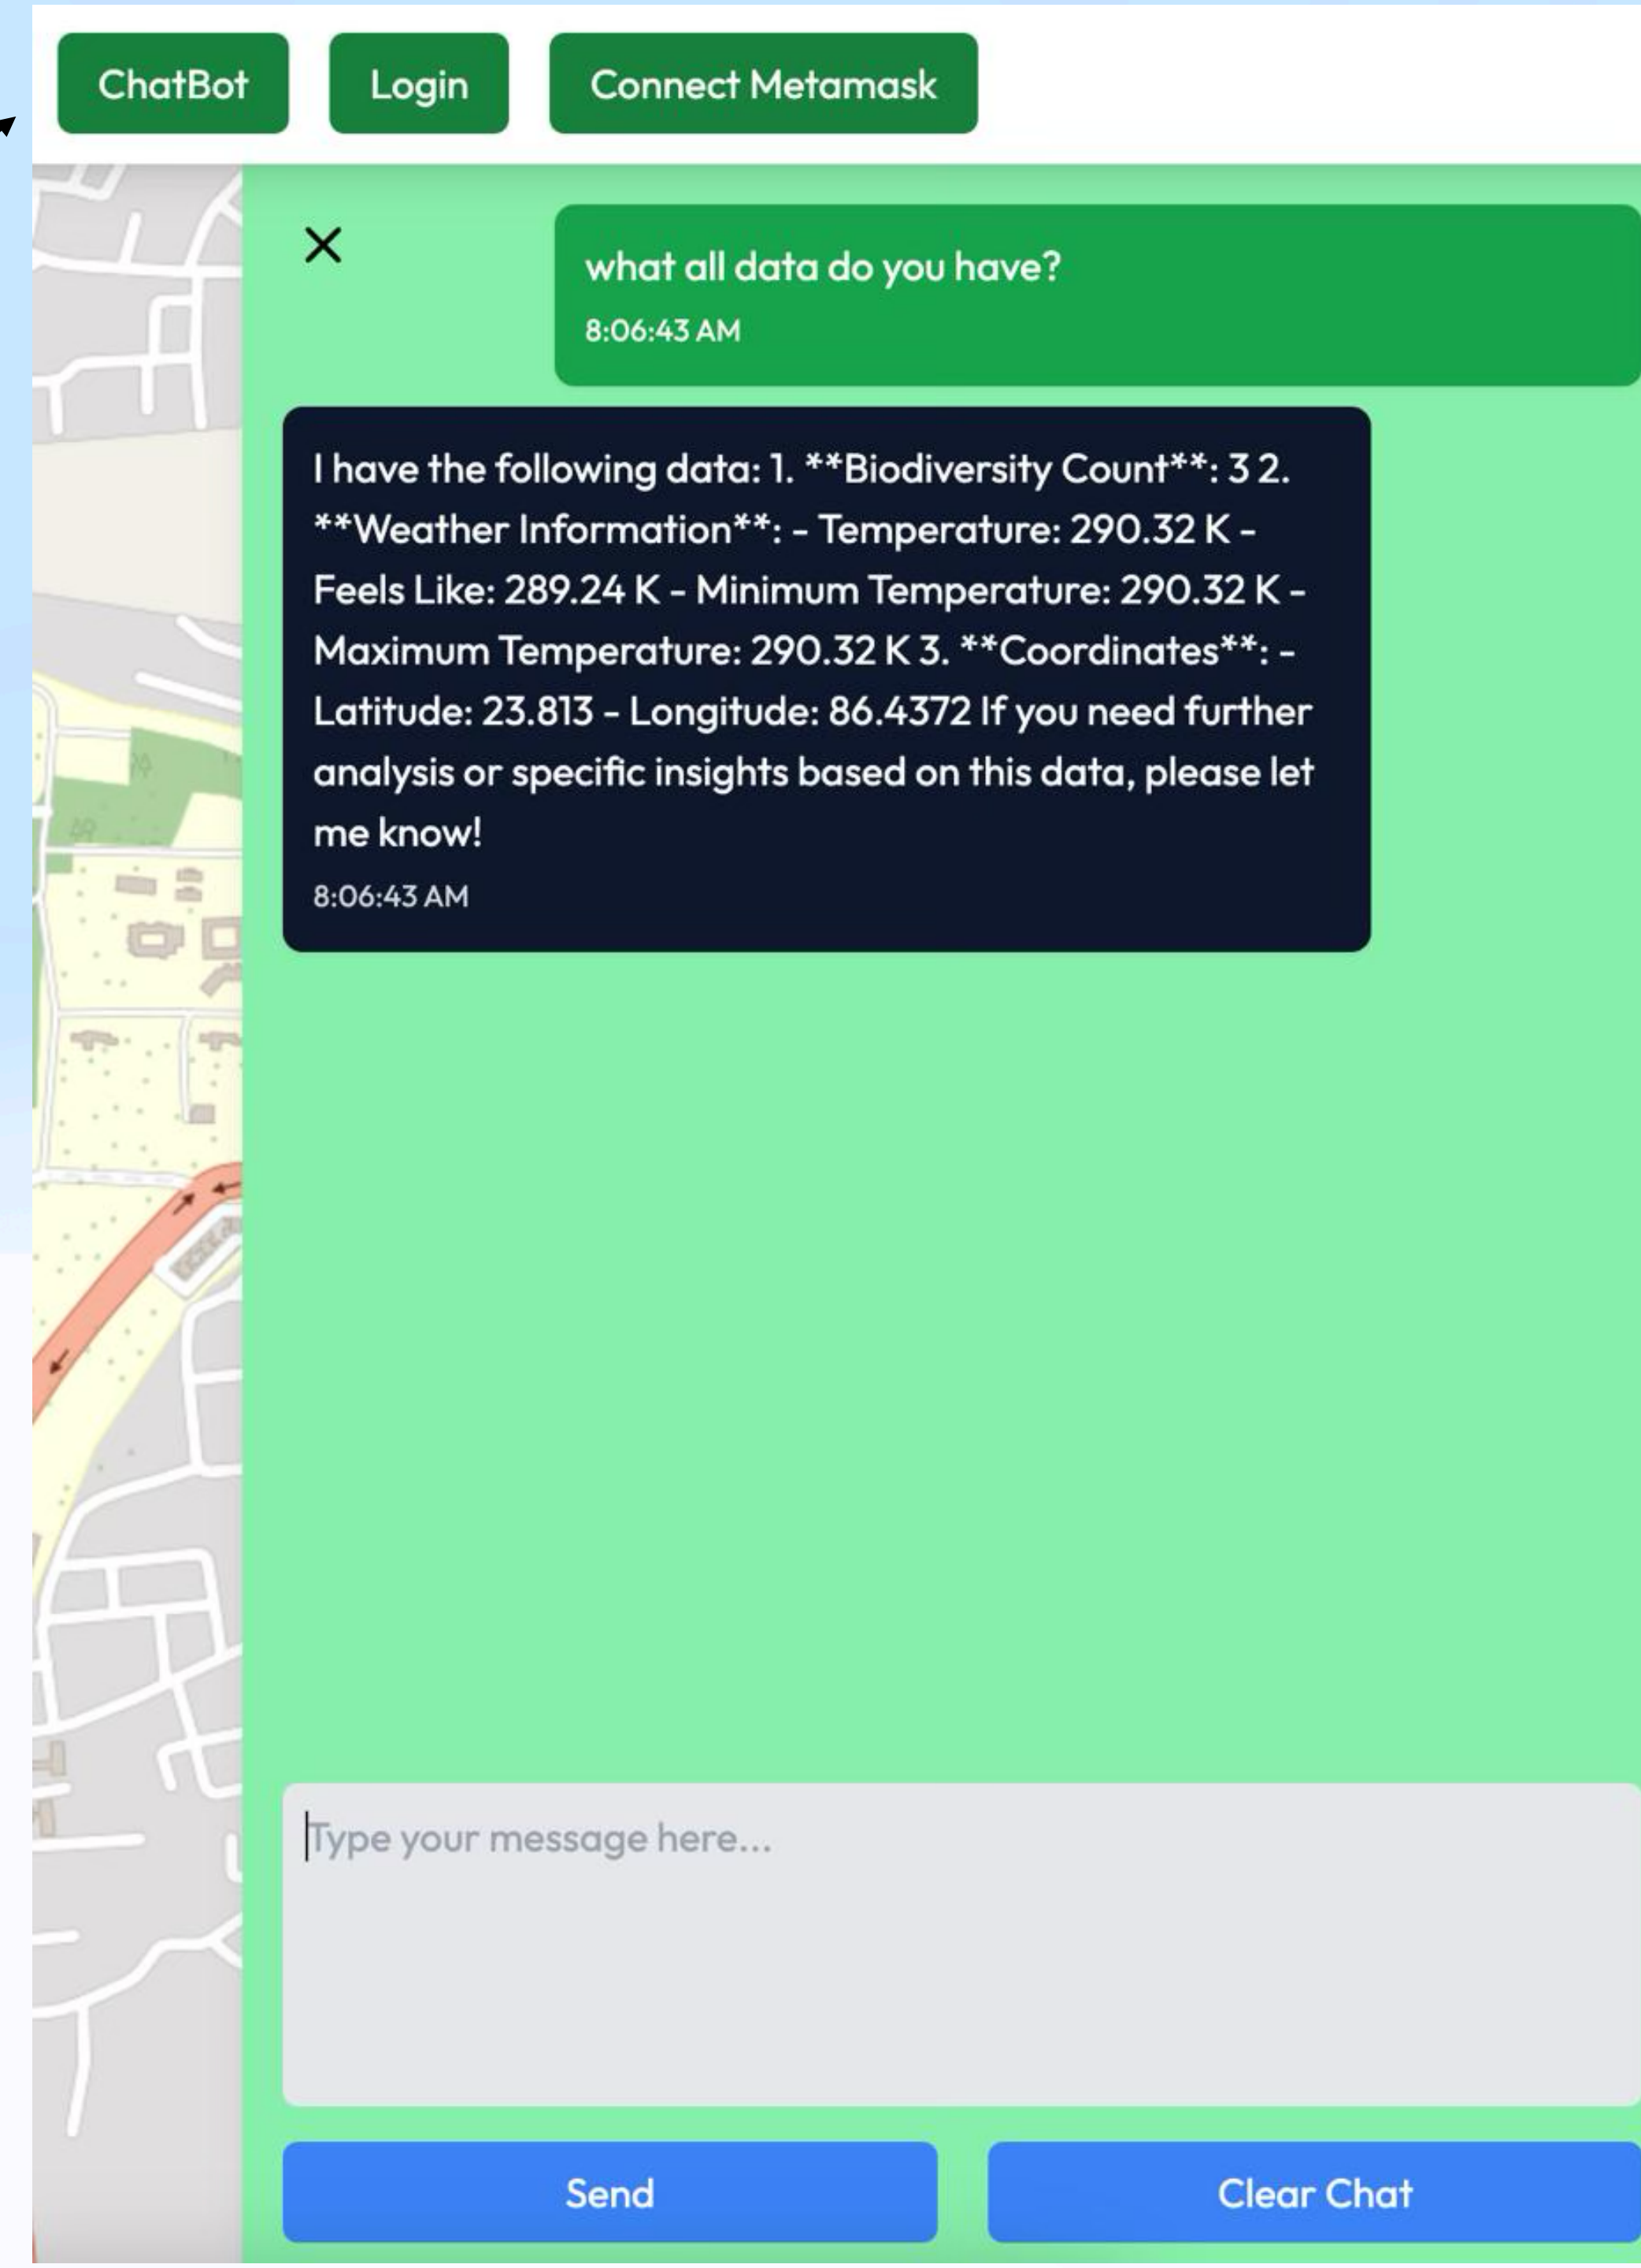 ChatBot
Login
Connect Metamask
what all data do you have?
8:06:43 AM
I have the following data: 1. **Biodiversity Count**: 3 2.
**Weather Information**: - Temperature: 290.32 K -
Feels Like: 289.24 K - Minimum Temperature: 290.32 K -
Maximum Temperature: 290.32 K 3. **Coordinates**: -
Latitude: 23.813 - Longitude: 86.4372 If you need further
analysis or specific insights based on this data, please let
me know!
8:06:43 AM
Type your message here...
Send
Clear Chat